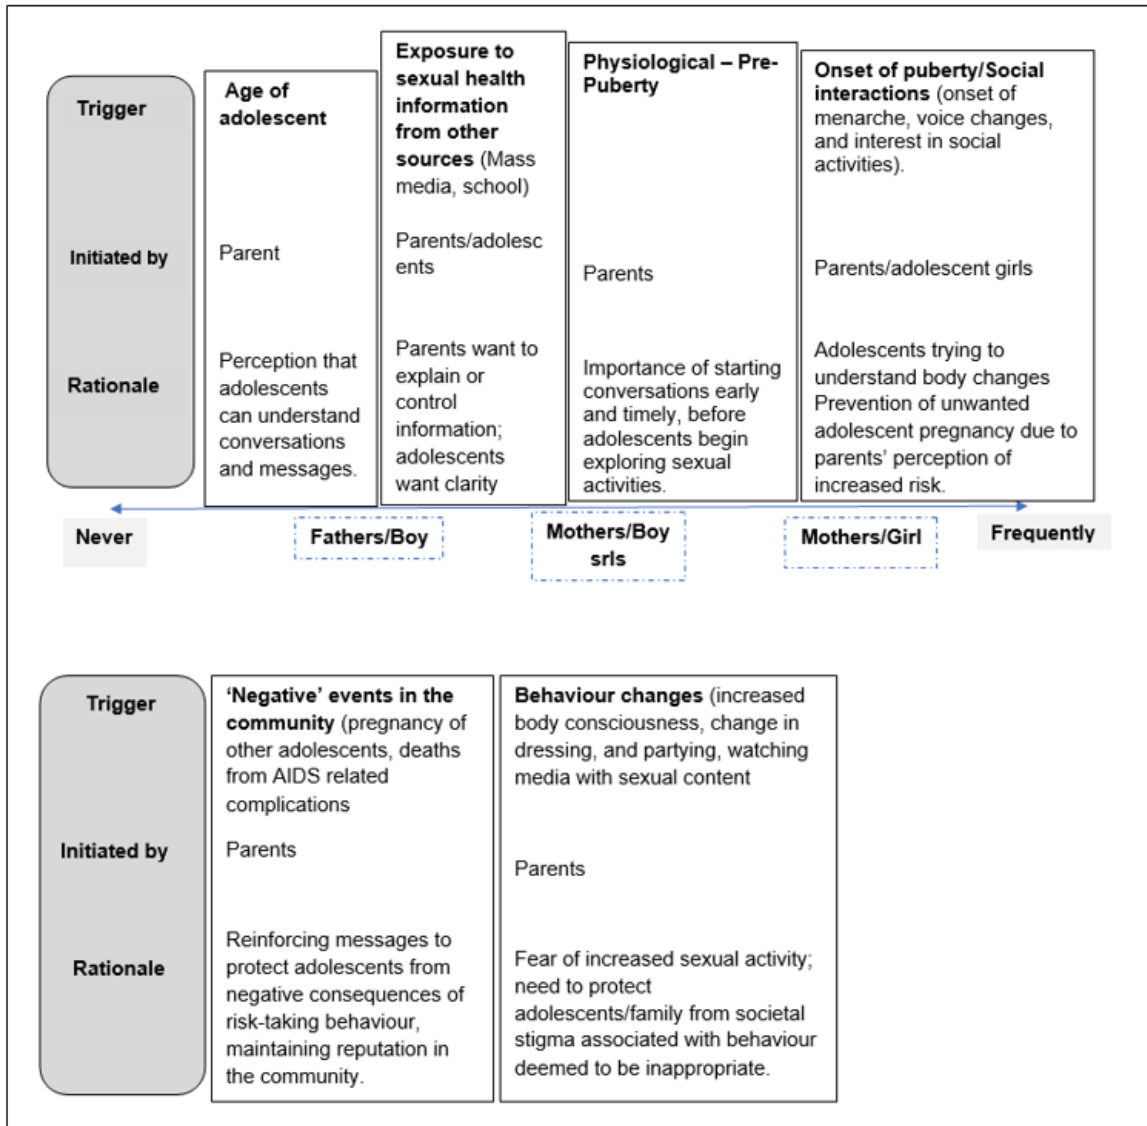 Trigger
Age of
adolescent
Exposure to
sexual health
information
from other
sources (Mass
media, school)
Physiological – Pre-
Puberty
Onset of puberty/Social
interactions (onset of
menarche, voice changes,
and interest in social
activities).
Initiated by
Parent
Parents/adolesc
ents
Parents
Parents/adolescent girls
Rationale
Perception that
adolescents
can understand
conversations
and messages.
Parents want to
explain or
control
information;
adolescents
want clarity
Importance of starting
conversations early
and timely, before
adolescents begin
exploring sexual
activities.
Adolescents trying to
understand body changes
Prevention of unwanted
adolescent pregnancy due to
parents’ perception of
increased risk.
Never
Fathers/Boy
Mothers/Boy
srls
Mothers/Girl
Frequently
Trigger
‘Negative’ events in the
community (pregnancy of
other adolescents, deaths
from AIDS related
complications
Behaviour changes (increased
body consciousness, change in
dressing, and partying, watching
media with sexual content
Initiated by
Parents
Parents
Rationale
Reinforcing messages to
protect adolescents from
negative consequences of
risk-taking behaviour,
maintaining reputation in
the community.
Fear of increased sexual activity;
need to protect
adolescents/family from societal
stigma associated with behaviour
deemed to be inappropriate.